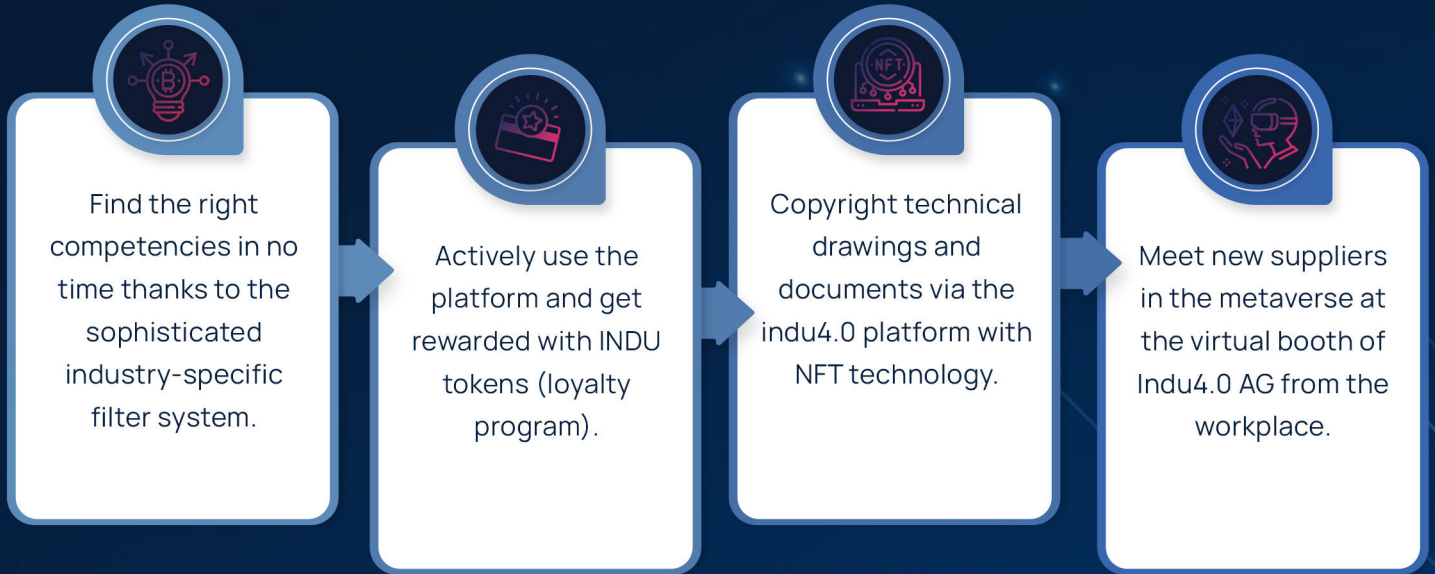 Find the right
competencies in no
time thanks to the
sophisticated
industry-specific
filter system.
Actively use the
platform and get
rewarded with INDU
tokens (loyalty
program).
NFT
Copyright technical
drawings and
documents via the
indu4.0 platform with
NFT technology.
Meet new suppliers
in the metaverse at
the virtual booth of
Indu4.0 AG from the
workplace.